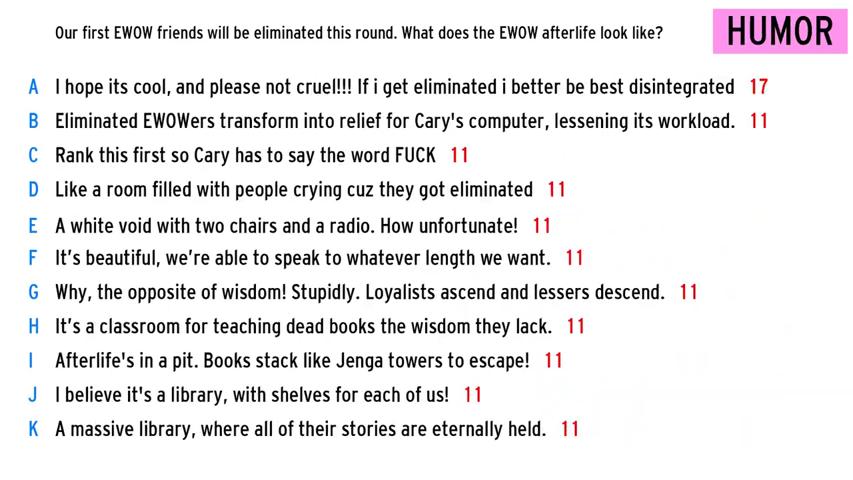 Our first EWOW friends will be eliminated this round. What does the EWOW afterlife look like?
HUMOR
A I hope its cool, and please not cruel!!! If i get eliminated i better be best disintegrated 17
B Eliminated EWOWers transform into relief for Cary's computer, lessening its workload. 11
C Rank this first so Cary has to say the word FUCK 11
D Like a room filled with people crying cuz they got eliminated 11
E A white void with two chairs and a radio. How unfortunate! 11
F It’s beautiful, we’re able to speak to whatever length we want. 11
G Why, the opposite of wisdom! Stupidly. Loyalists ascend and lessers descend. 11
H It’s a classroom for teaching dead books the wisdom they lack. 11
I Afterlife's in a pit. Books stack like Jenga towers to escape! 11
J I believe it's a library, with shelves for each of us! 11
K A massive library, where all of their stories are eternally held. 11